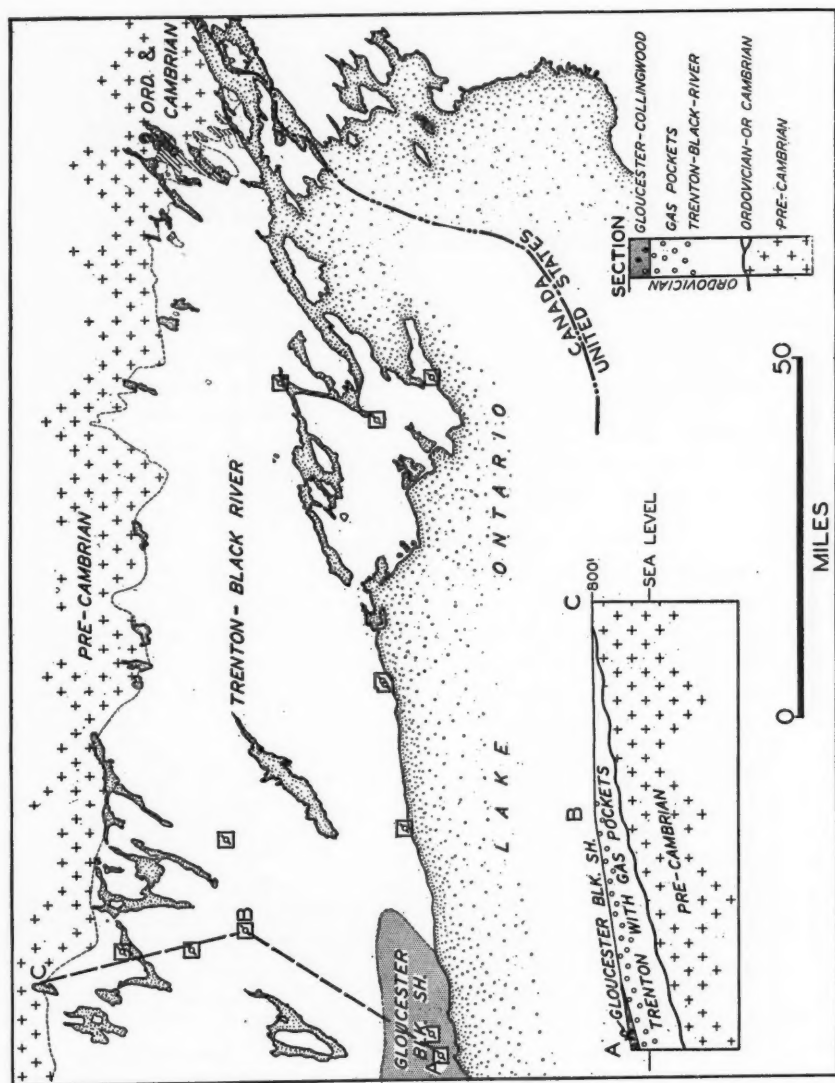 PRE-CAMBRIAN
ORD. &
CAMBRIAN
C
TRENTON-BLACK RIVER
B
GLOUCESTER
BLK SH.
A
LAKE ONTARIO
CANADA
UNITED STATES
A
GLOUCESTER BLK. SH.
B
C
TRENTON WITH GAS POCKETS
PRE-CAMBRIAN
800'
SEA LEVEL
0
50
MILES
SECTION
ORDOVICIAN
GLOUCESTER-COLLINGWOOD
GAS POCKETS
TRENTON-BLACK-RIVER
ORDOVICIAN-OR CAMBRIAN
PRE-CAMBRIAN